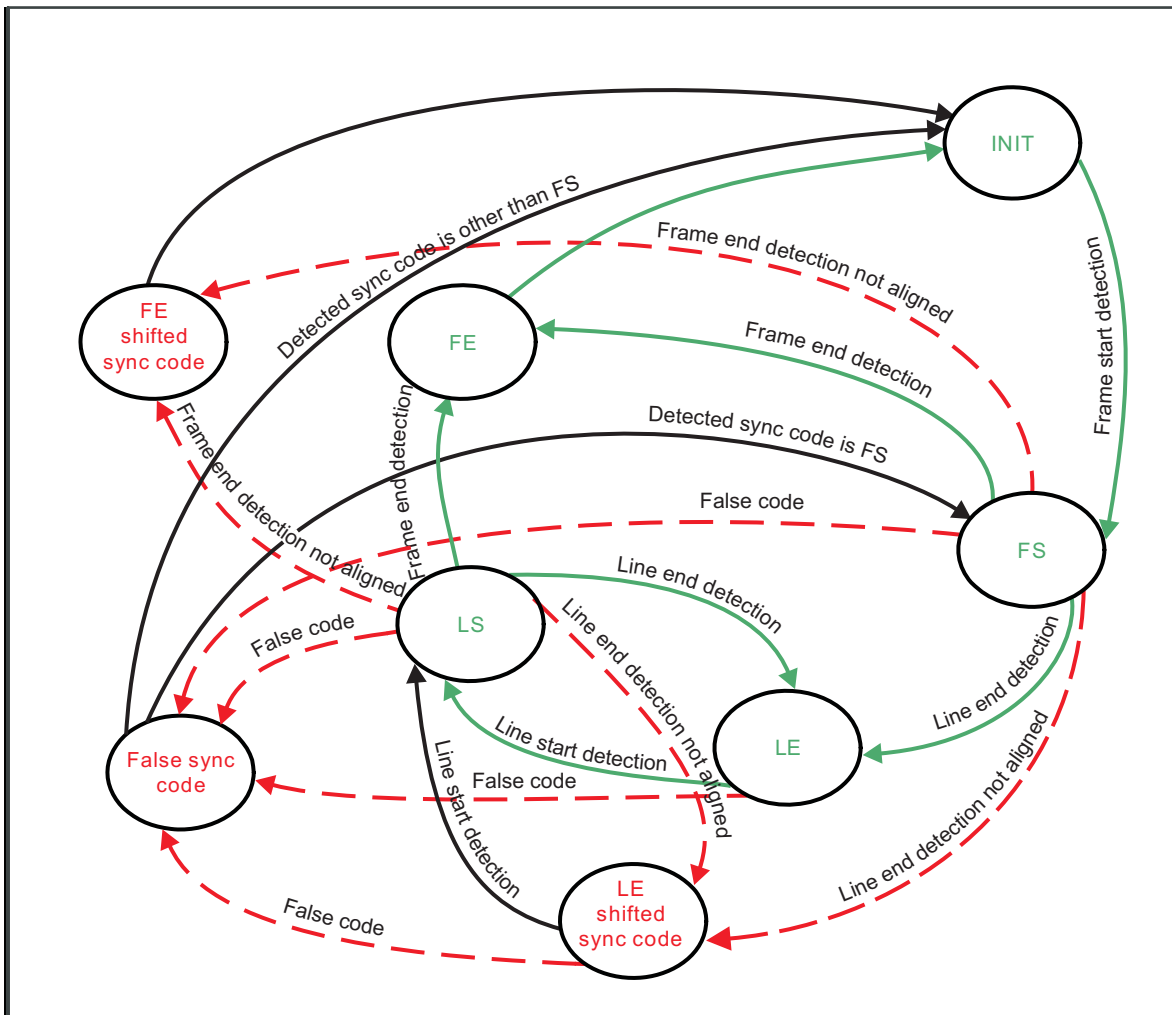 INIT
Detected sync code is other than FS
Frame end detection not aligned
Frame start detection
FE
shifted
sync code
FE
Frame end detection
Frame end detection
Detected sync code is FS
Frame end detection not aligned
False code
FS
Line end detection
LS
False code
Line end detection not aligned
Line end detection
Line start detection
LE
False sync
code
False code
Line start detection
Line end detection not aligned
LE
shifted
sync code
False code